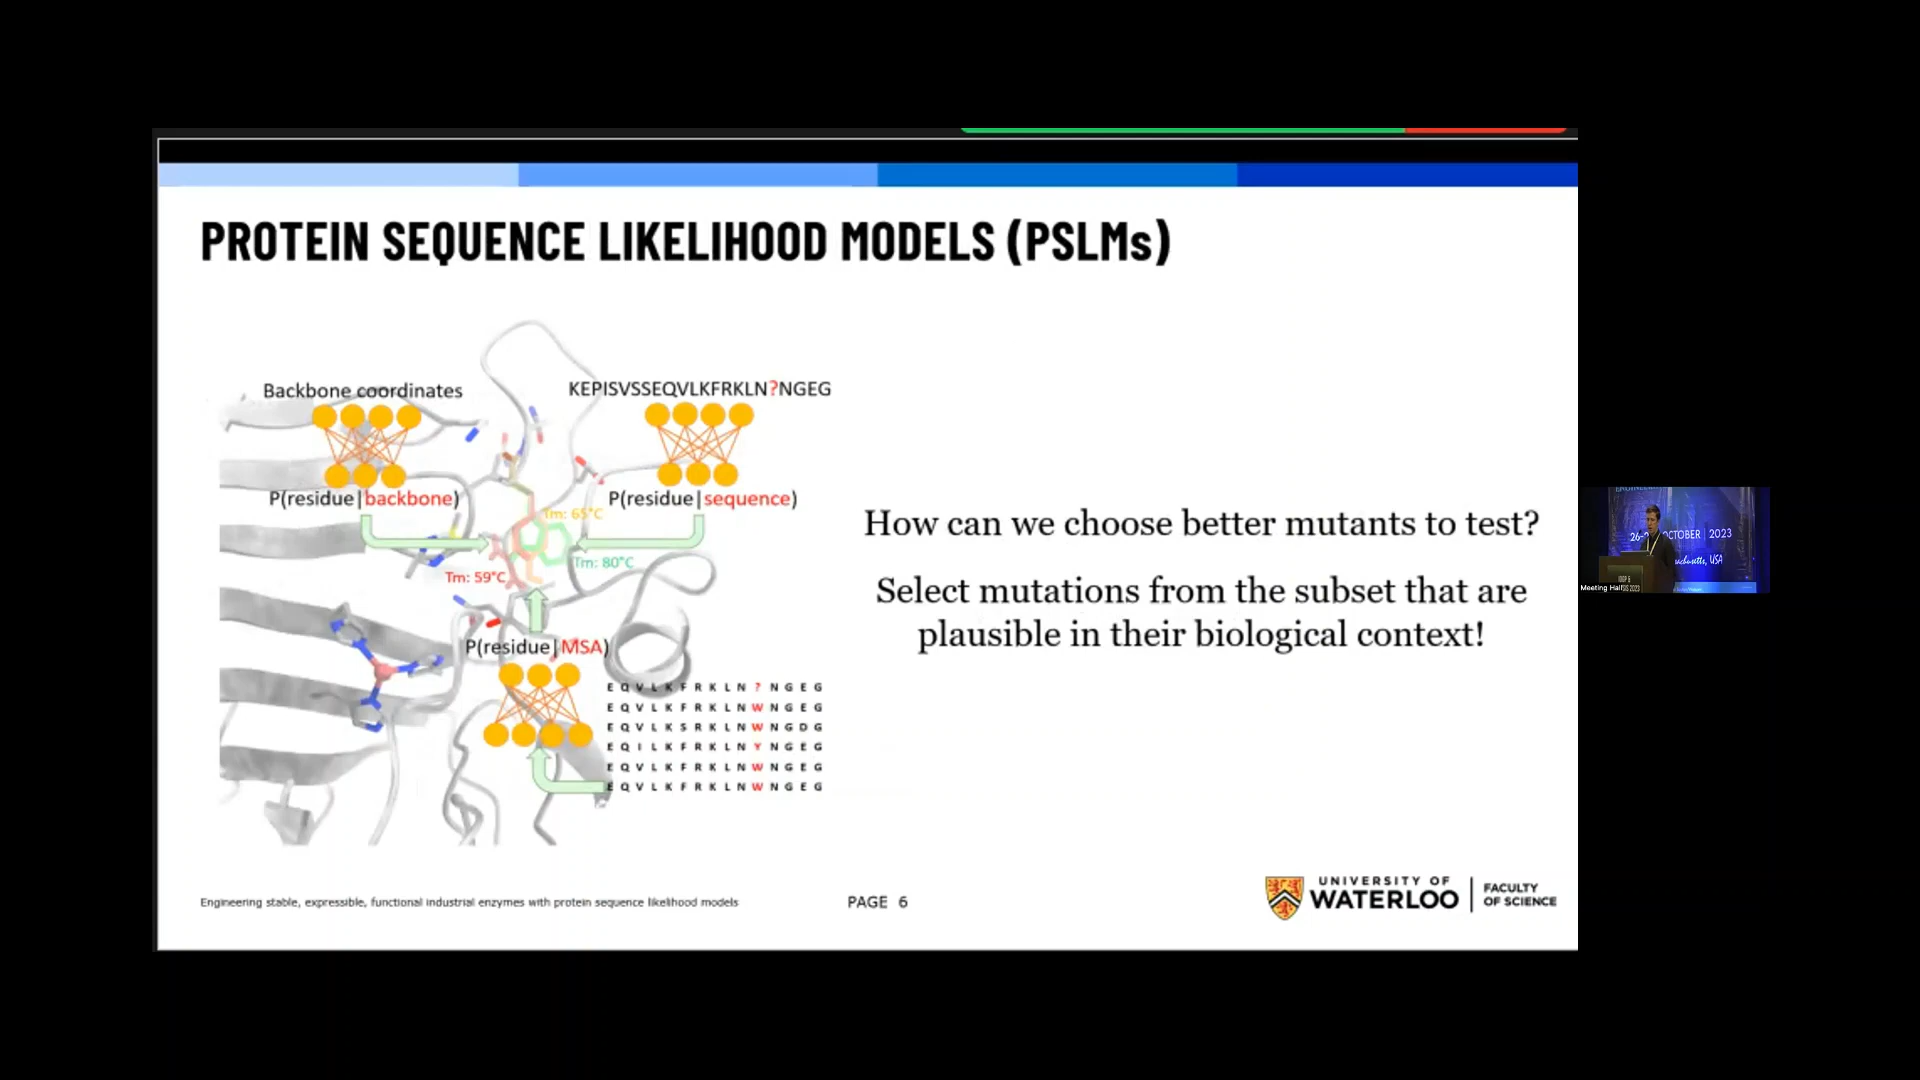 PROTEIN SEQUENCE LIKELIHOOD MODELS (PSLMs)
Backbone coordinates
KEPISVSSEQVLKFRKLN?NGEG
P(residue|backbone)
P(residue|sequence)
Tm: 65°C
Tm: 80°C
Tm: 59°C
P(residue|MSA)
E Q V L K F R K L N ? N G E G
E Q V L K F R K L N W N G E G
E Q V L K S R K L N W N G D G
E Q I L K F R K L N Y N G E G
E Q V L K F R K L N W N G E G
E Q V L K F R K L N W N G E G
How can we choose better mutants to test?
Select mutations from the subset that are
plausible in their biological context!
Engineering stable, expressible, functional industrial enzymes with protein sequence likelihood models
PAGE 6
UNIVERSITY OF
WATERLOO
FACULTY
OF SCIENCE
OCTOBER | 2023
USA
Meeting Hall